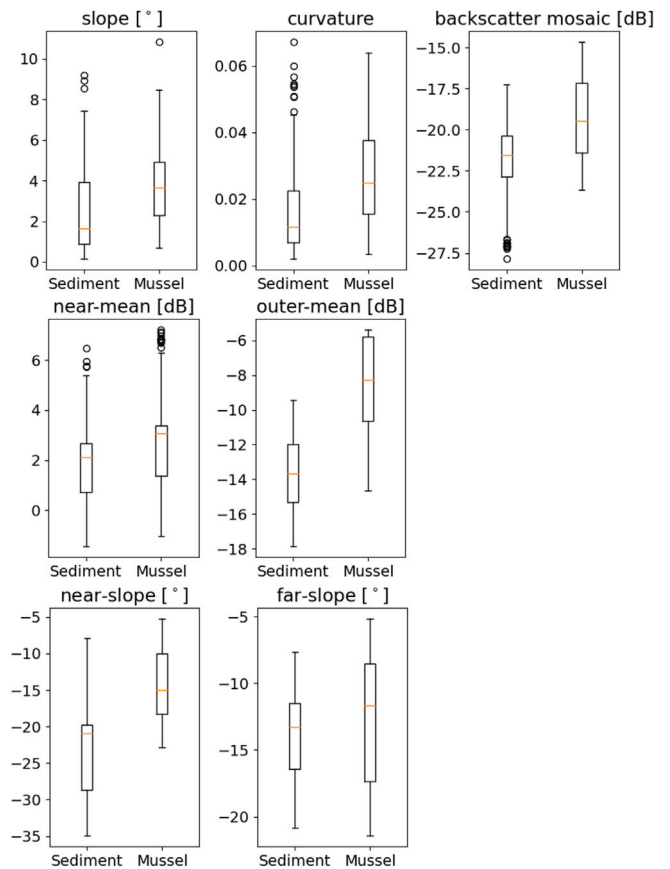 slope [°]
10
8
6
4
2
0
Sediment Mussel
curvature
0.06
0.04
0.02
0.00
Sediment Mussel
backscatter mosaic [dB]
−15.0
−17.5
−20.0
−22.5
−25.0
−27.5
Sediment Mussel
near-mean [dB]
6
4
2
0
Sediment Mussel
outer-mean [dB]
−6
−8
−10
−12
−14
−16
−18
Sediment Mussel
near-slope [°]
−5
−10
−15
−20
−25
−30
−35
Sediment Mussel
far-slope [°]
−5
−10
−15
−20
Sediment Mussel